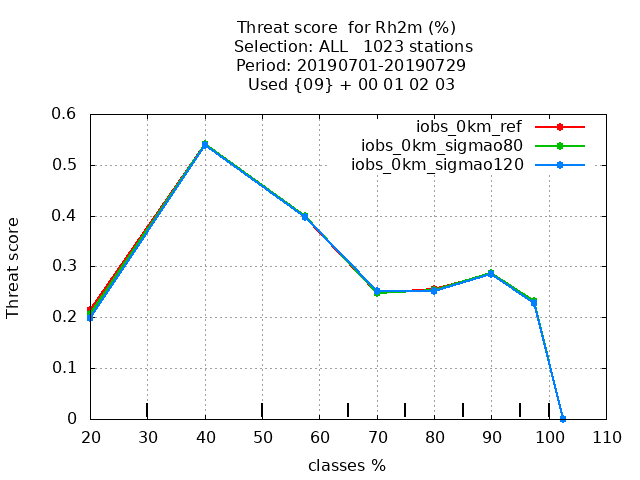 Threat score  for Rh2m (%)
Selection: ALL   1023 stations
Period: 20190701-20190729
Used {09} + 00 01 02 03
iobs_0km_ref
iobs_0km_sigmao80
iobs_0km_sigmao120
Threat score
0.6
0.5
0.4
0.3
0.2
0.1
0
20 30 40 50 60 70 80 90 100 110
classes %